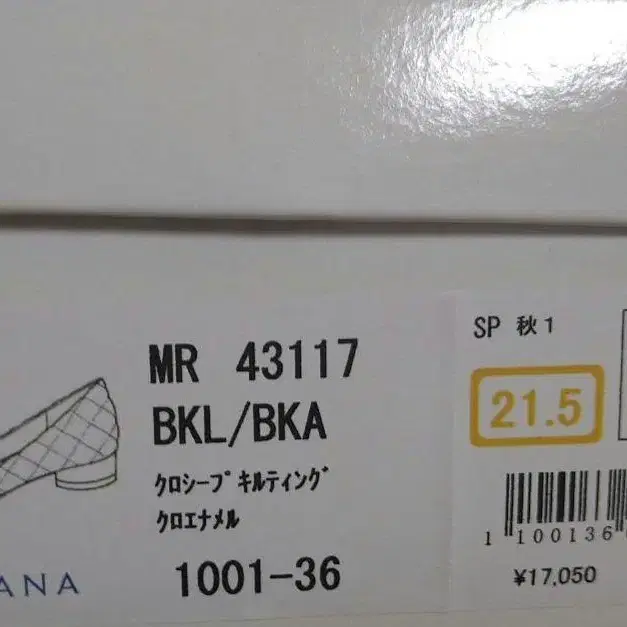 MR 43117
BKL/BKA
ｸﾛｼｰﾌﾟｷﾙﾃｨﾝｸﾞ
ｸﾛｴﾅﾒﾙ
1001-36
ANA
SP 秋1
21.5
1 100136
¥17,050